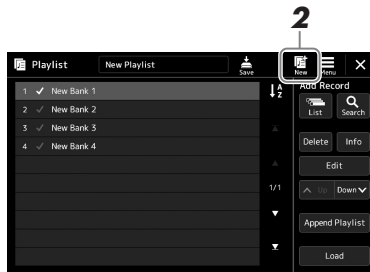 2
Playlist
New Playlist
Save
New
Menu
1 New Bank 1
2 New Bank 2
3 New Bank 3
4 New Bank 4
A
Z
1/1
Add Record
List
Search
Delete
Info
Edit
Up
Down
Append Playlist
Load